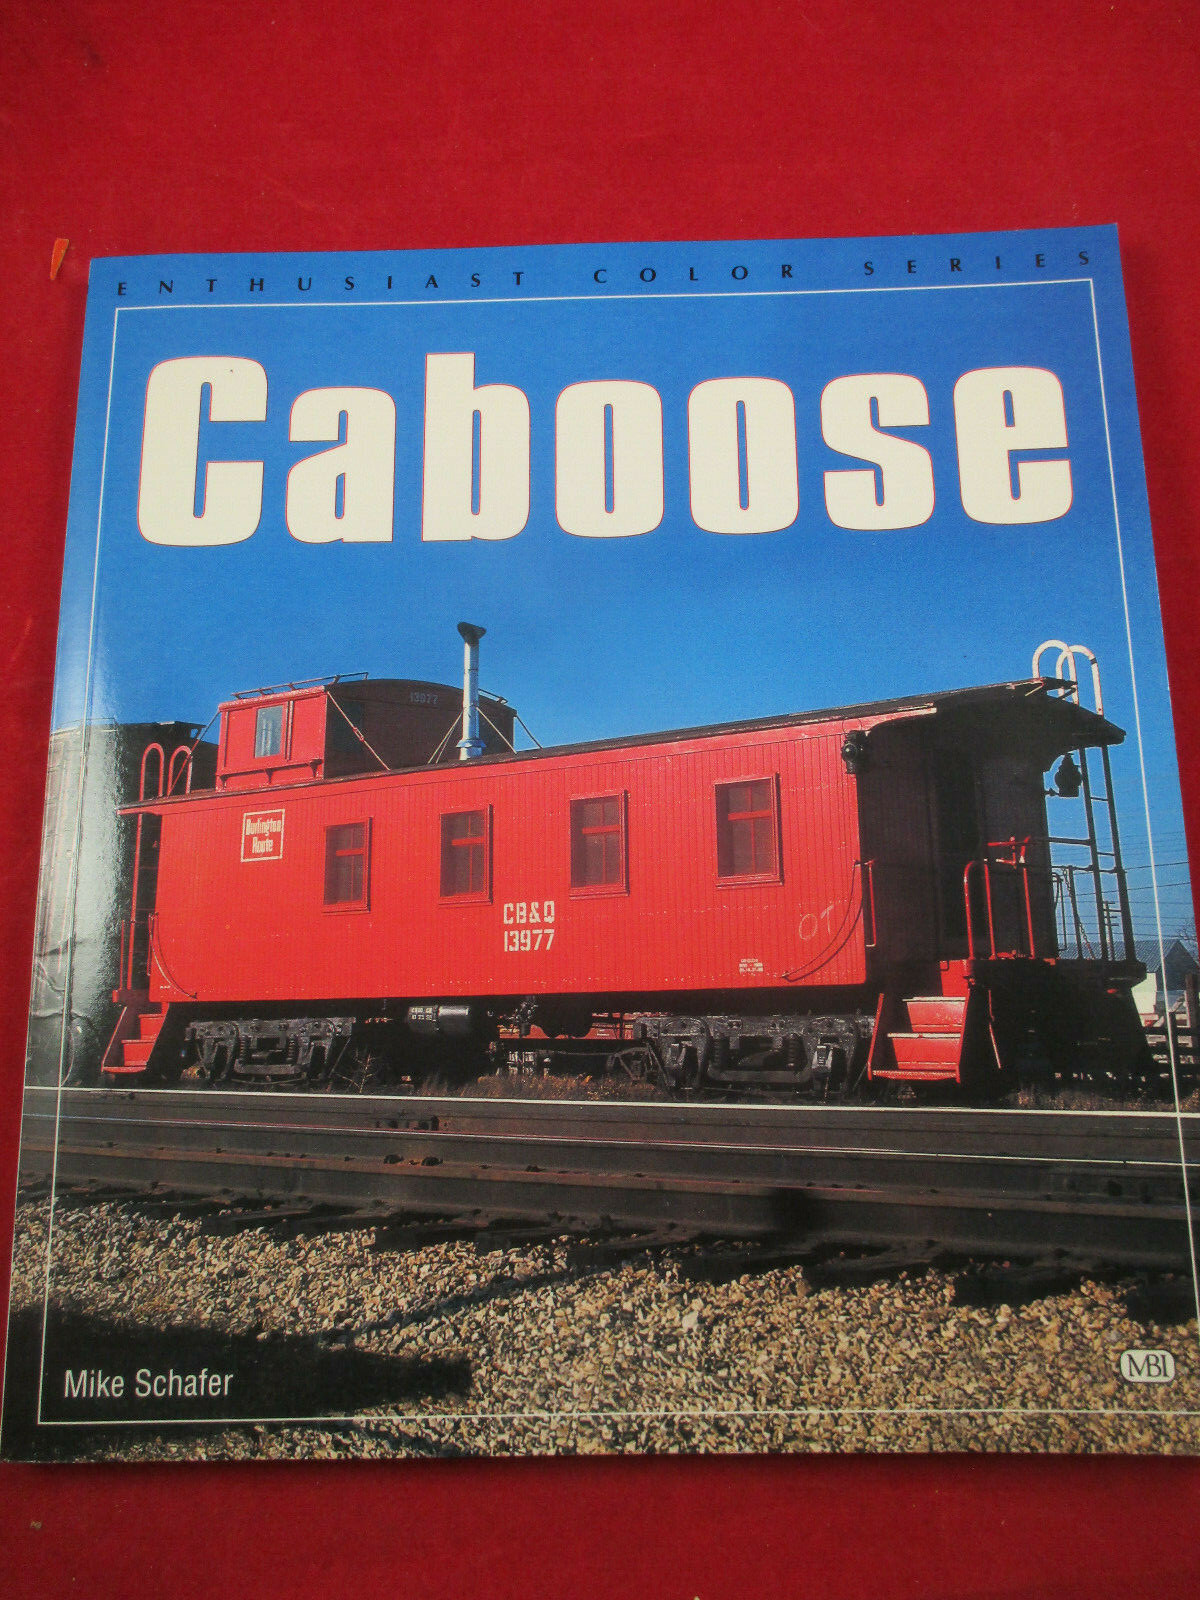 ENTHUSIAST COLOR SERIES
Caboose
13977
Burlington
Route
CB&Q
13977
OT
Mike Schafer
MBI